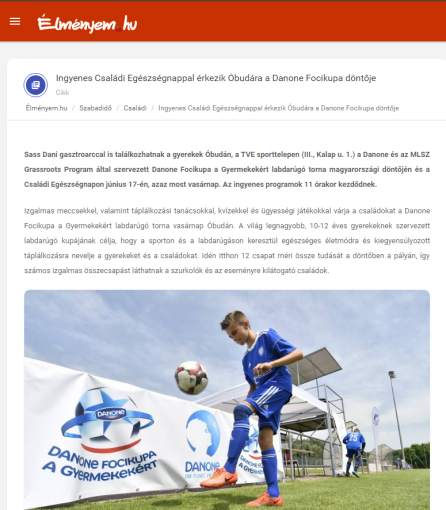 Élményem.hu
Ingyenes Családi Egészségnappal érkezik Óbudára a Danone Focikupa döntője
Cikk
Élmenyem.hu / Szabadidő / Családi / Ingyenes Családi Egészségnappal érkezik Óbudára a Danone Focikupa döntője
Sass Dani gasztroarccal is találkozhatnak a gyerekek Óbudán, a TVE sporttelepen (III., Kalap u. 1.) a Danone és az MLSZ
Grassroots Program által szervezett Danone Focikupa a Gyermekekért labdarúgó torna magyarországi döntőjén és a
Családi Egészségnapon június 17-én, azaz most vasárnap. Az ingyenes programok 11 órakor kezdődnek.
Izgalmas meccsekkel, valamint táplálkozási tanácsokkal, kvízekkel és ügyességi játékokkal várja a családokat a Danone
Focikupa a Gyermekekért labdarúgó torna vasárnap Óbudán. A világ legnagyobb, 10-12 éves gyerekeknek szervezett
labdarúgó kupájának célja, hogy a sporton és a labdarúgáson keresztül egészséges életmódra és kiegyensúlyozott
táplálkozásra nevelje a gyerekeket és a családokat. Idén itthon 12 csapat méri össze tudását a döntőben a pályán, így
számos izgalmas összecsapást láthatnak a szurkolók és az eseményre kilátogató családok.
DANONE
DANONE FOCIKUPA
A GYERMEKEKÉRT
DANONE
75